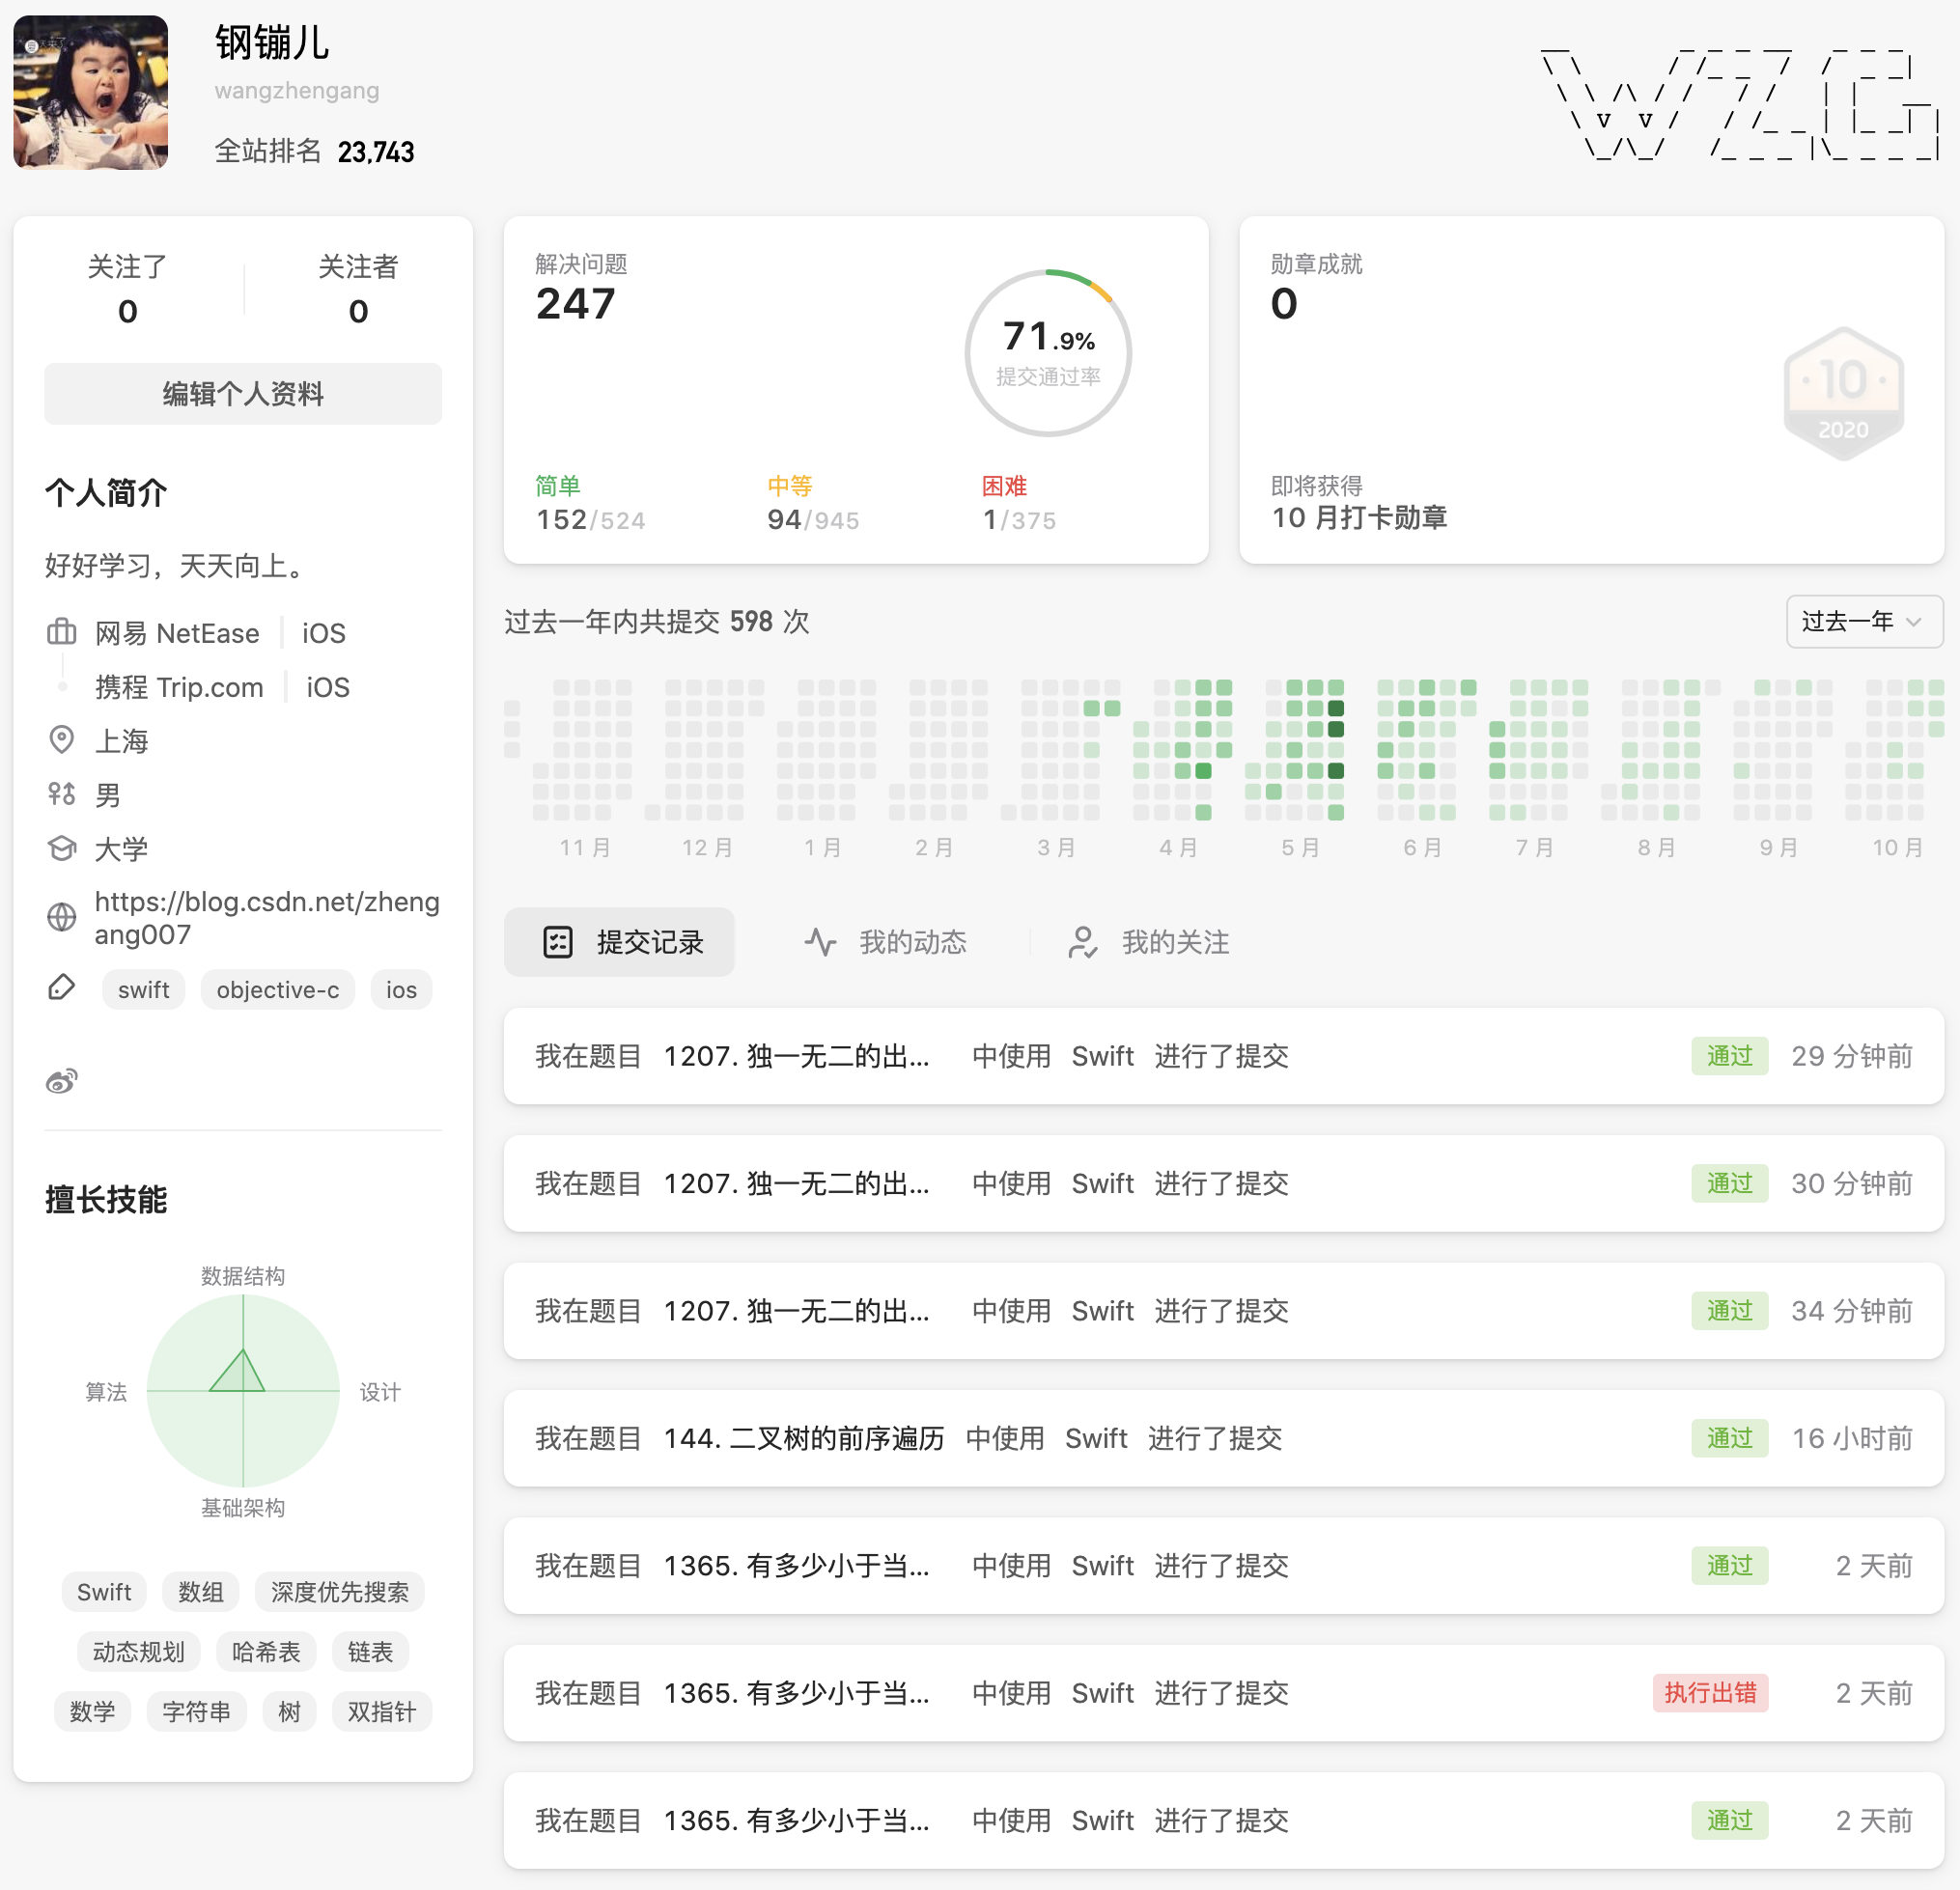 钢镚儿
wangzhengang
全站排名 23,743
关注了
0
关注者
0
编辑个人资料
个人简介
好好学习，天天向上。
网易 NetEase iOS
携程 Trip.com iOS
上海
男
大学
https://blog.csdn.net/zheng
ang007
swift objective-c ios
擅长技能
数据结构
算法
设计
基础架构
Swift 数组 深度优先搜索
动态规划 哈希表 链表
数学 字符串 树 双指针
解决问题
247
71.9%
提交通过率
简单
152/524
中等
94/945
困难
1/375
勋章成就
0
10
2020
即将获得
10 月打卡勋章
过去一年内共提交 598 次
过去一年
11 月 12 月 1 月 2 月 3 月 4 月 5 月 6 月 7 月 8 月 9 月 10 月
提交记录 我的动态 我的关注
我在题目 1207. 独一无二的出... 中使用 Swift 进行了提交 通过 29 分钟前
我在题目 1207. 独一无二的出... 中使用 Swift 进行了提交 通过 30 分钟前
我在题目 1207. 独一无二的出... 中使用 Swift 进行了提交 通过 34 分钟前
我在题目 144. 二叉树的前序遍历 中使用 Swift 进行了提交 通过 16 小时前
我在题目 1365. 有多少小于当... 中使用 Swift 进行了提交 通过 2 天前
我在题目 1365. 有多少小于当... 中使用 Swift 进行了提交 执行出错 2 天前
我在题目 1365. 有多少小于当... 中使用 Swift 进行了提交 通过 2 天前